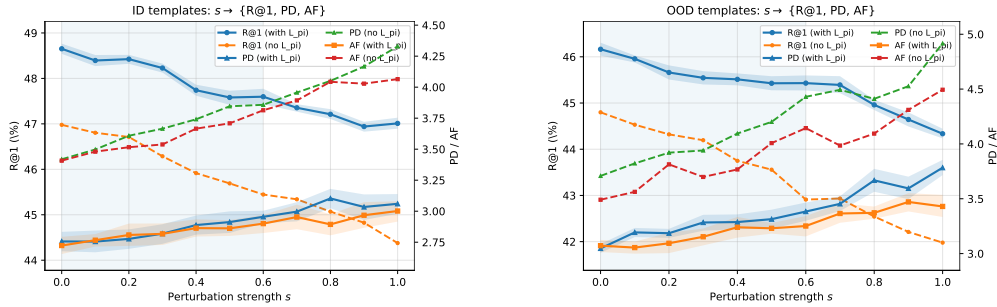 ID templates: s→ {R@1, PD, AF}
R@1 (with L_pi)
R@1 (no L_pi)
PD (with L_pi)
PD (no L_pi)
AF (with L_pi)
AF (no L_pi)
49
48
47
46
45
44
R@1 (\%)
4.50
4.25
4.00
3.75
3.50
3.25
3.00
2.75
PD / AF
0.0 0.2 0.4 0.6 0.8 1.0
Perturbation strength s
OOD templates: s→ {R@1, PD, AF}
R@1 (with L_pi)
R@1 (no L_pi)
PD (with L_pi)
PD (no L_pi)
AF (with L_pi)
AF (no L_pi)
46
45
44
43
42
R@1 (\%)
5.0
4.5
4.0
3.5
3.0
PD / AF
0.0 0.2 0.4 0.6 0.8 1.0
Perturbation strength s